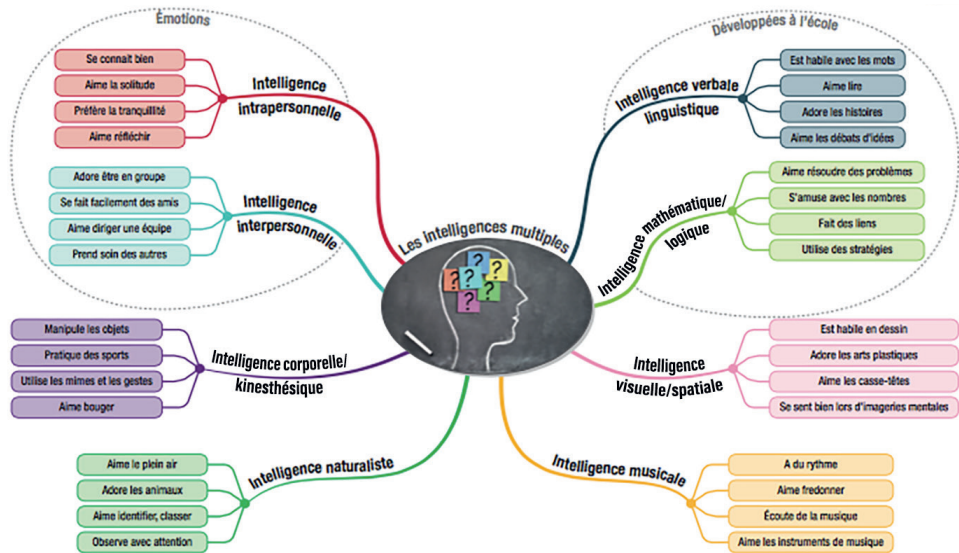 Les intelligences multiples
?
?
?
?
?
?
Émotions
Intelligence
intrapersonnelle
Se connait bien
Aime la solitude
Préfère la tranquillité
Aime réfléchir
Intelligence
interpersonnelle
Adore être en groupe
Se fait facilement des amis
Aime diriger une équipe
Prend soin des autres
Intelligence corporelle/
kinesthésique
Manipule les objets
Pratique des sports
Utilise les mimes et les gestes
Aime bouger
Intelligence naturaliste
Aime le plein air
Adore les animaux
Aime identifier, classer
Observe avec attention
Développées à l'école
Intelligence verbale
linguistique
Est habile avec les mots
Aime lire
Adore les histoires
Aime les débats d'idées
Intelligence mathématique/
logique
Aime résoudre des problèmes
S'amuse avec les nombres
Fait des liens
Utilise des stratégies
Intelligence
visuelle/spatiale
Est habile en dessin
Adore les arts plastiques
Aime les casse-têtes
Se sent bien lors d'imageries mentales
Intelligence musicale
A du rythme
Aime fredonner
Écoute de la musique
Aime les instruments de musique